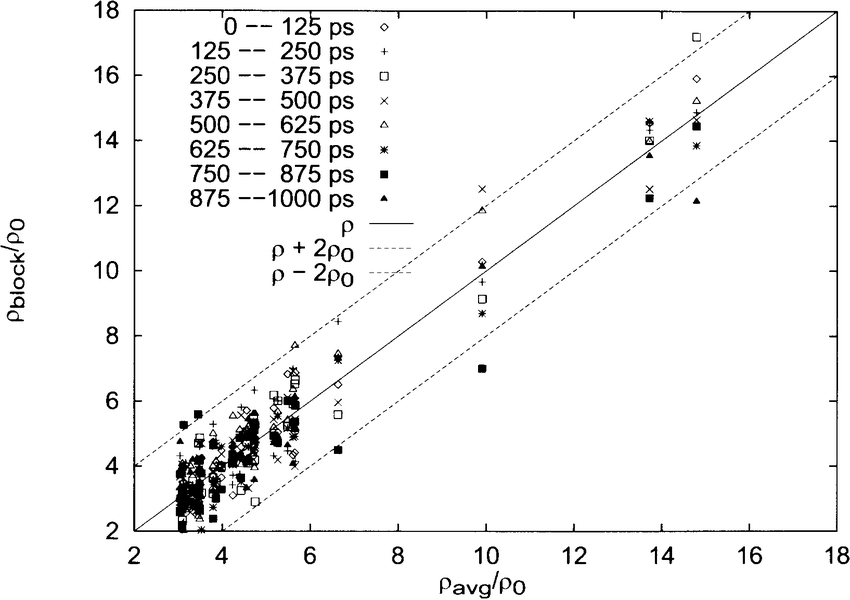 18
16
14
12
10
8
6
4
2
ρblock/ρ0
0 -- 125 ps
125 -- 250 ps
250 -- 375 ps
375 -- 500 ps
500 -- 625 ps
625 -- 750 ps
750 -- 875 ps
875 --1000 ps
ρ
ρ + 2ρ0
ρ − 2ρ0
2 4 6 8 10 12 14 16 18
ρavg/ρ0